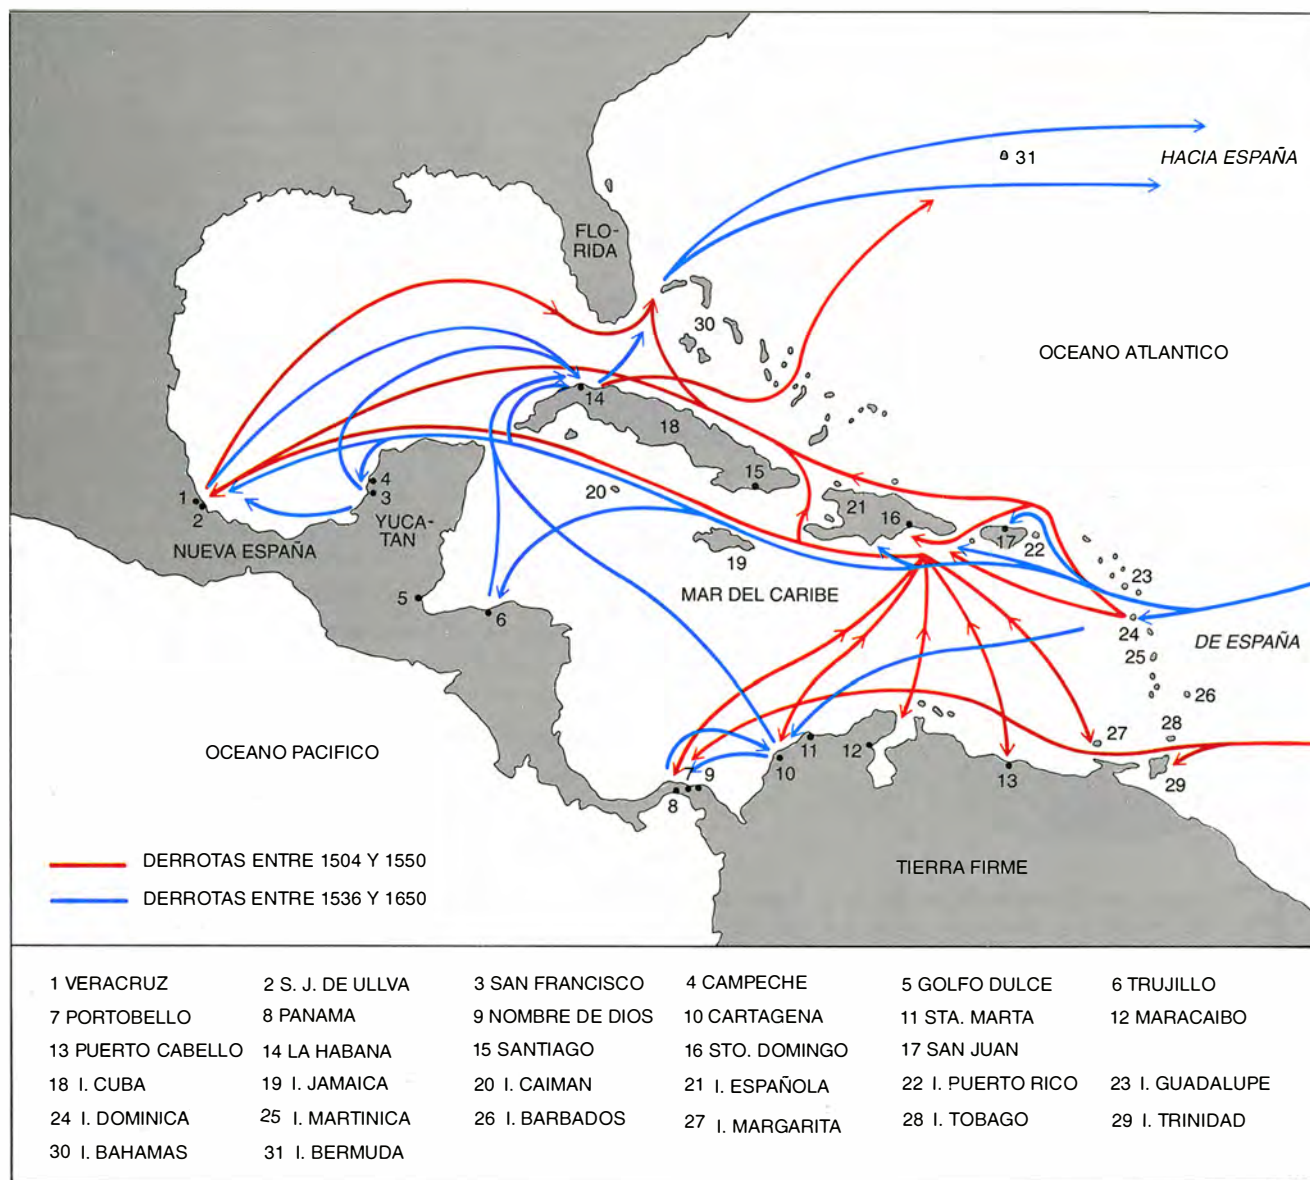 31
HACIA ESPAÑA
FLO-
RIDA
30
OCEANO ATLANTICO
14
18
15
4
3
1
2
20
21
16
17
22
YUCA-
TAN
NUEVA ESPAÑA
19
23
MAR DEL CARIBE
5
6
24
DE ESPAÑA
25
26
OCEANO PACIFICO
11
12
27
28
7
9
10
8
13
29
DERROTAS ENTRE 1504 Y 1550
TIERRA FIRME
DERROTAS ENTRE 1536 Y 1650
1 VERACRUZ 2 S. J. DE ULLVA 3 SAN FRANCISCO 4 CAMPECHE 5 GOLFO DULCE 6 TRUJILLO
7 PORTOBELLO 8 PANAMA 9 NOMBRE DE DIOS 10 CARTAGENA 11 STA. MARTA 12 MARACAIBO
13 PUERTO CABELLO 14 LA HABANA 15 SANTIAGO 16 STO. DOMINGO 17 SAN JUAN
18 I. CUBA 19 I. JAMAICA 20 I. CAIMAN 21 I. ESPAÑOLA 22 I. PUERTO RICO 23 I. GUADALUPE
24 I. DOMINICA 25 I. MARTINICA 26 I. BARBADOS 27 I. MARGARITA 28 I. TOBAGO 29 I. TRINIDAD
30 I. BAHAMAS 31 I. BERMUDA